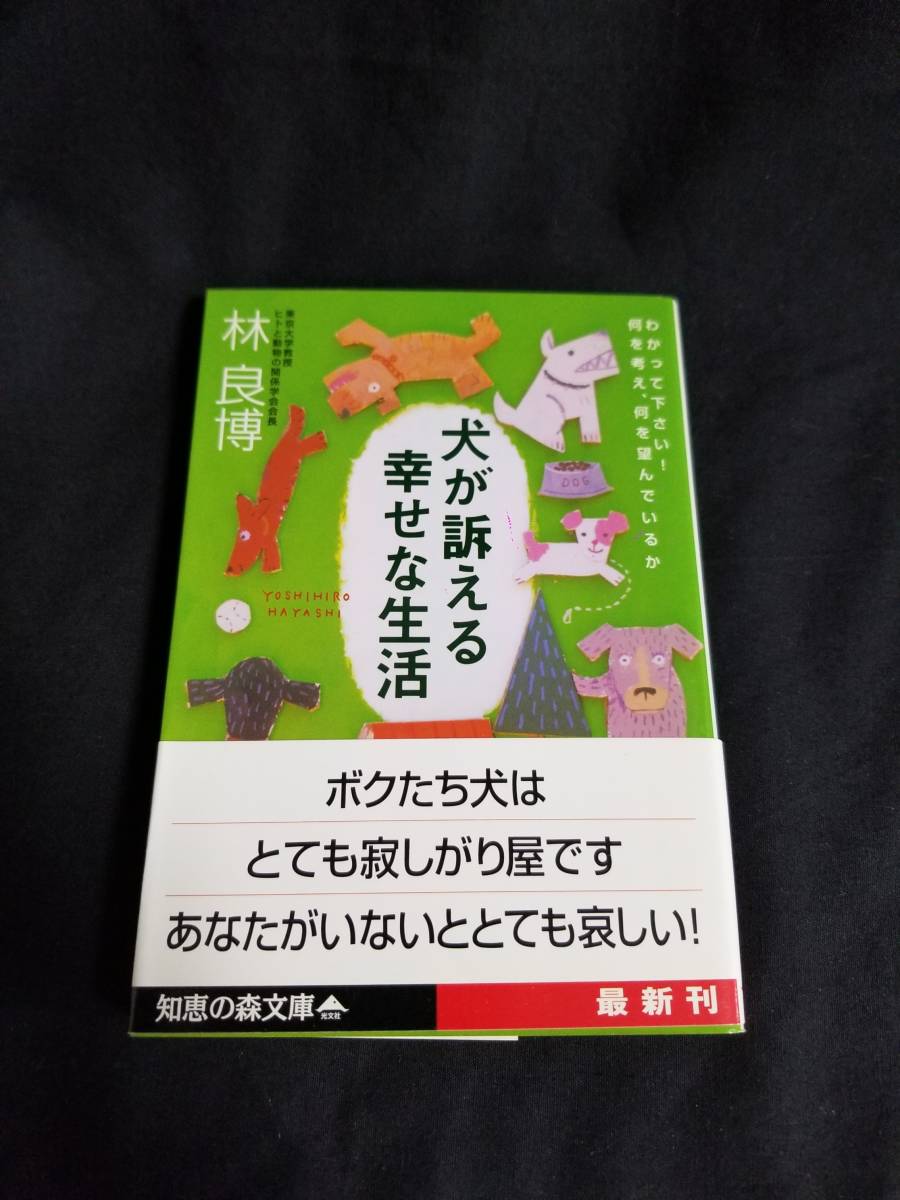 わかって下さい!
何を考え、何を望んでいるか
犬が訴える
幸せな生活
東京大学教授
ヒトと動物の関係学会会長
林 良博
YOSHIHIRO
HAYASHI
DOG
ボクたち犬は
とても寂しがり屋です
あなたがいないととても哀しい!
知恵の森文庫
光文社
最新刊